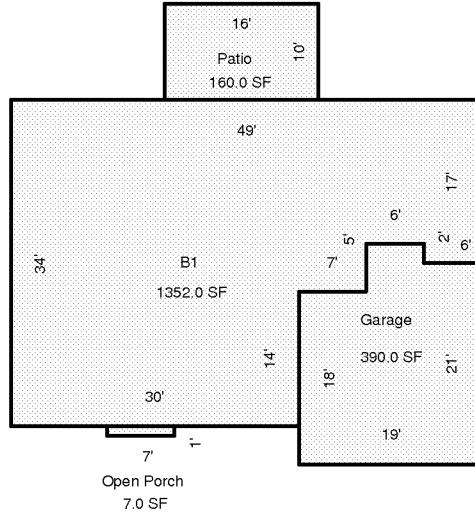 16'
10'
Patio
160.0 SF
49'
17'
6'
5'
2'
6'
7'
34'
B1
1352.0 SF
Garage
390.0 SF
14'
18'
21'
30'
19'
7'
1'
Open Porch
7.0 SF